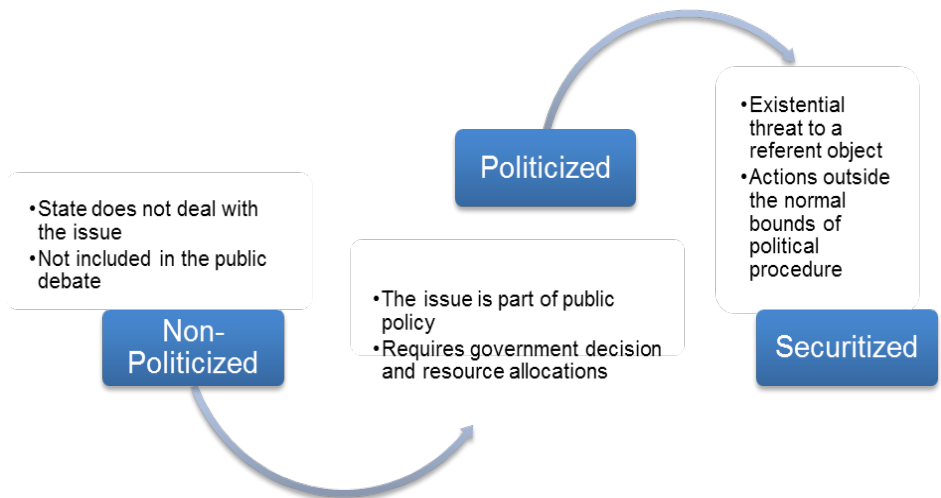 •State does not deal with
the issue
•Not included in the public
debate
Non-
Politicized
Politicized
•The issue is part of public
policy
•Requires government decision
and resource allocations
•Existential
threat to a
referent object
•Actions outside
the normal
bounds of
political
procedure
Securitized